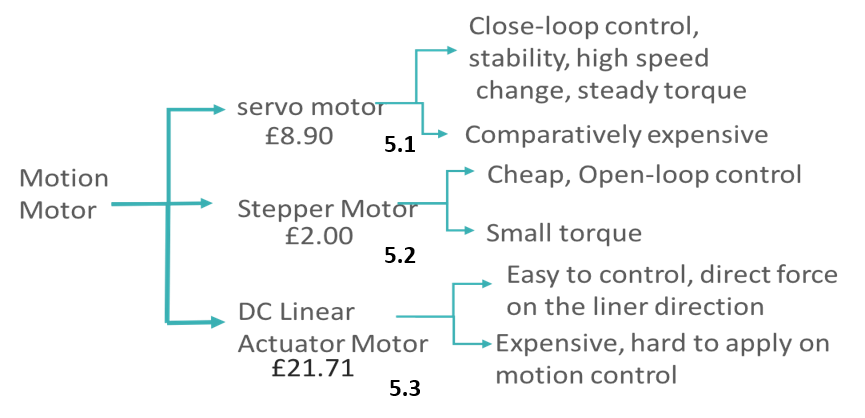 Motion
Motor
servo motor
£8.90
5.1
Close-loop control,
stability, high speed
change, steady torque
Comparatively expensive
Stepper Motor
£2.00
5.2
Cheap, Open-loop control
Small torque
DC Linear
Actuator Motor
£21.71
5.3
Easy to control, direct force
on the liner direction
Expensive, hard to apply on
motion control